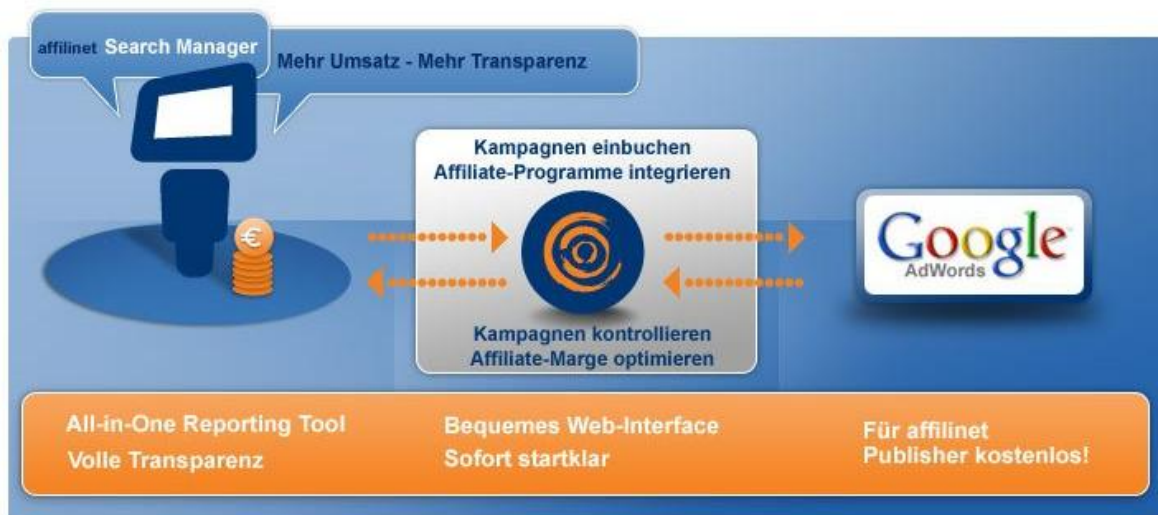 affilinet Search Manager
Mehr Umsatz - Mehr Transparenz
Kampagnen einbuchen
Affiliate-Programme integrieren
€
Google
AdWords
Kampagnen kontrollieren
Affiliate-Marge optimieren
All-in-One Reporting Tool
Volle Transparenz
Bequemes Web-Interface
Sofort startklar
Für affilinet
Publisher kostenlos!